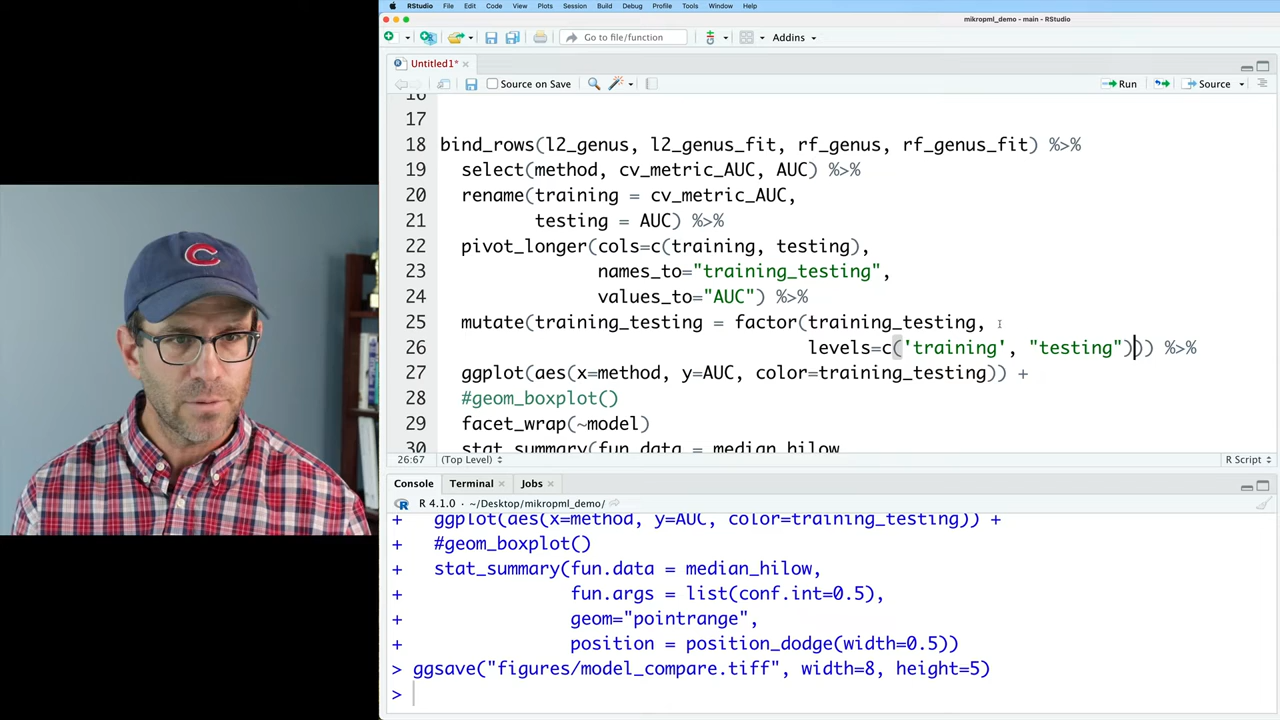 RStudio File Edit Code View Plots Session Build Debug Profile Tools Window Help
mikropml_demo - main - RStudio
Go to file/function Addins
Untitled1*
Source on Save Run Source
16
17
18 bind_rows(l2_genus, l2_genus_fit, rf_genus, rf_genus_fit) %>%
19 select(method, cv_metric_AUC, AUC) %>%
20 rename(training = cv_metric_AUC,
21 testing = AUC) %>%
22 pivot_longer(cols=c(training, testing),
23 names_to="training_testing",
24 values_to="AUC") %>%
25 mutate(training_testing = factor(training_testing,
26 levels=c('training', "testing"))) %>%
27 ggplot(aes(x=method, y=AUC, color=training_testing)) +
28 #geom_boxplot()
29 facet_wrap(~model)
30 stat_summary(fun.data = median_hilow,
26:67 (Top Level) R Script
Console Terminal Jobs
R 4.1.0 · ~/Desktop/mikropml_demo/
+ ggplot(aes(x=method, y=AUC, color=training_testing)) +
+ #geom_boxplot()
+ stat_summary(fun.data = median_hilow,
+ fun.args = list(conf.int=0.5),
+ geom="pointrange",
+ position = position_dodge(width=0.5))
> ggsave("figures/model_compare.tiff", width=8, height=5)
>
C